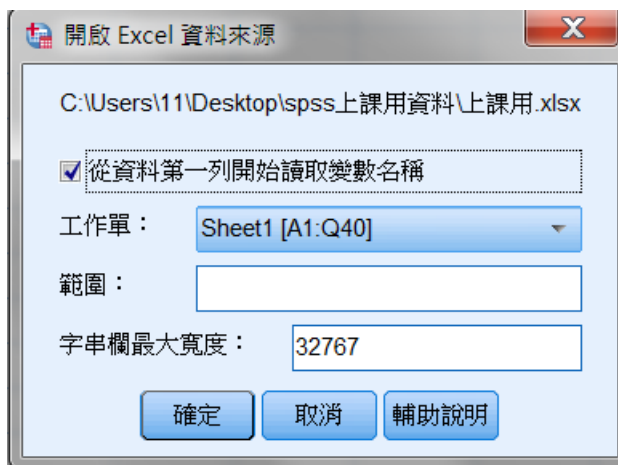 開啟 Excel 資料來源
C:\Users\11\Desktop\spss上課用資料\上課用.xlsx
從資料第一列開始讀取變數名稱
工作單： Sheet1 [A1:Q40]
範圍：
字串欄最大寬度： 32767
確定 取消 輔助說明